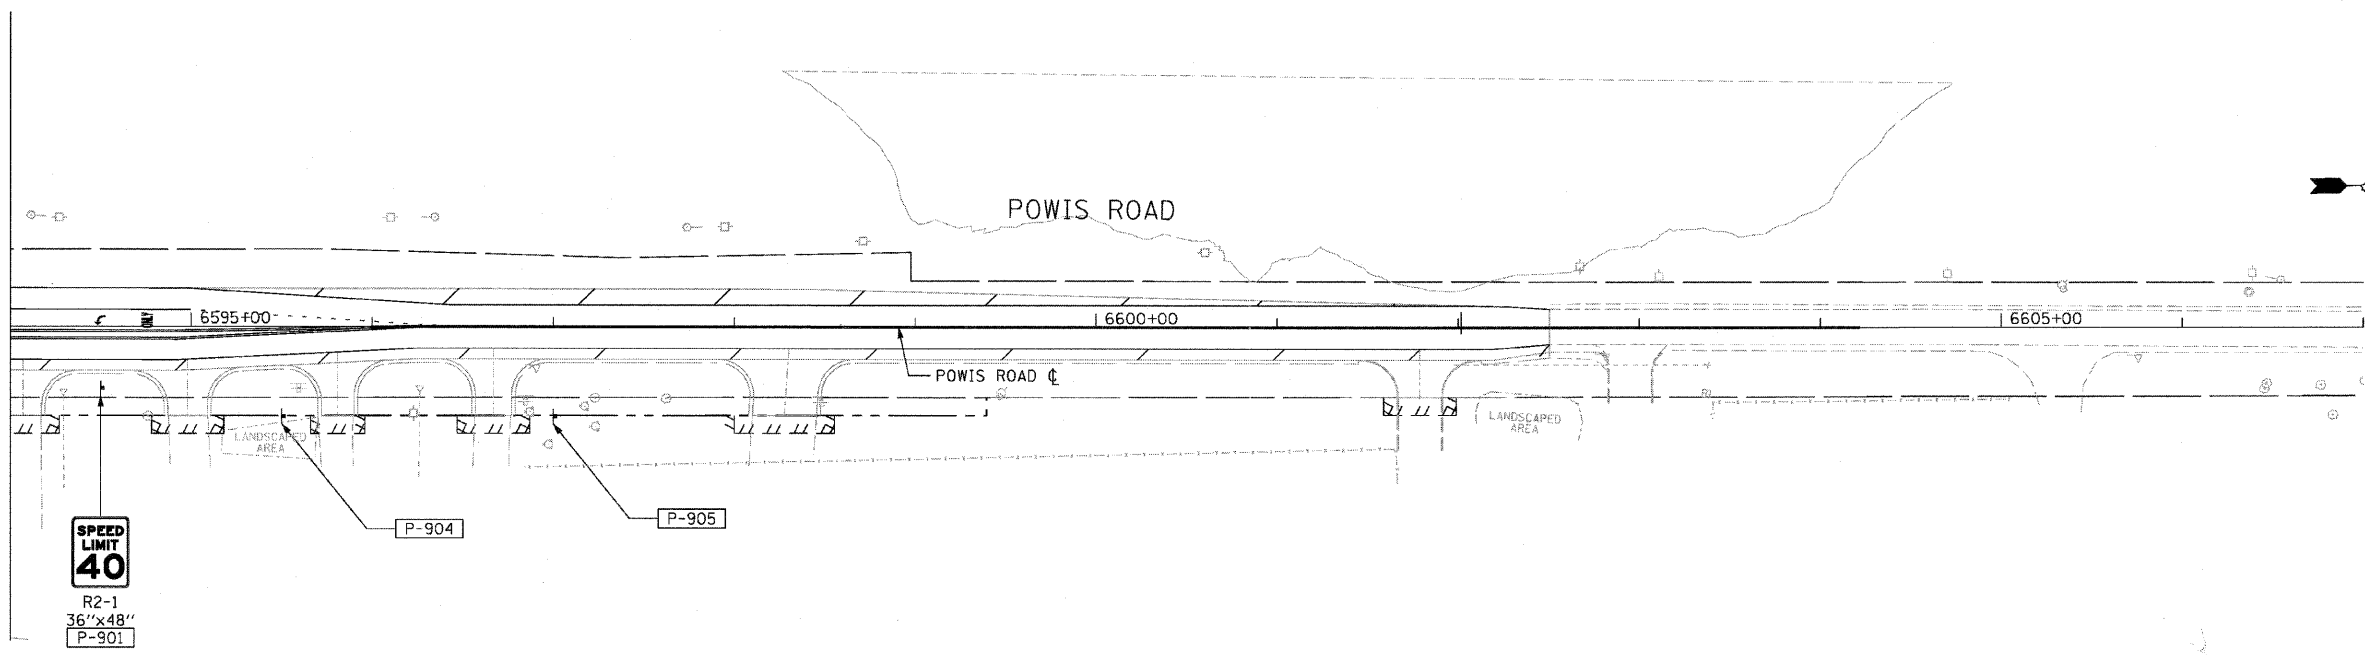 POWIS ROAD
ONLY
6595+00
6600+00
6605+00
POWIS ROAD ℄
LANDSCAPED
AREA
LANDSCAPED
AREA
P-904
P-905
SPEED
LIMIT
40
R2-1
36"x48"
P-901